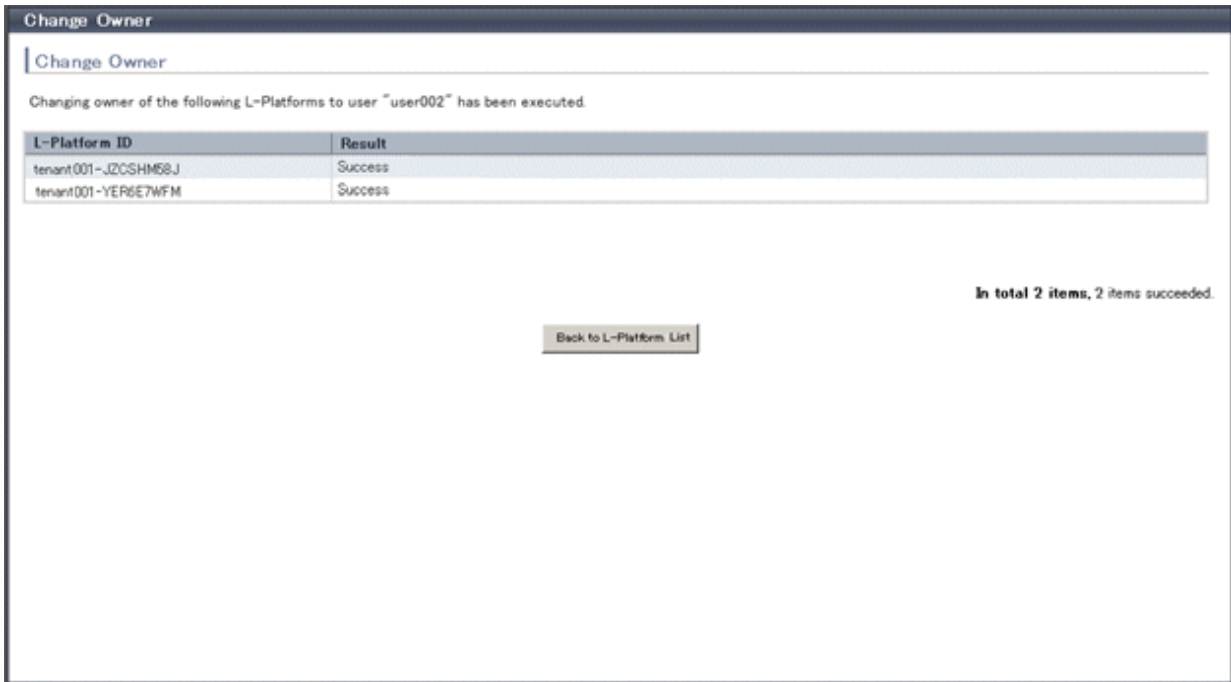 Change Owner
Change Owner
Changing owner of the following L-Platforms to user "user002" has been executed.
L-Platform ID Result
tenant001-JZCSHM58J Success
tenant001-YER6E7WFM Success
In total 2 items, 2 items succeeded.
Back to L-Platform List